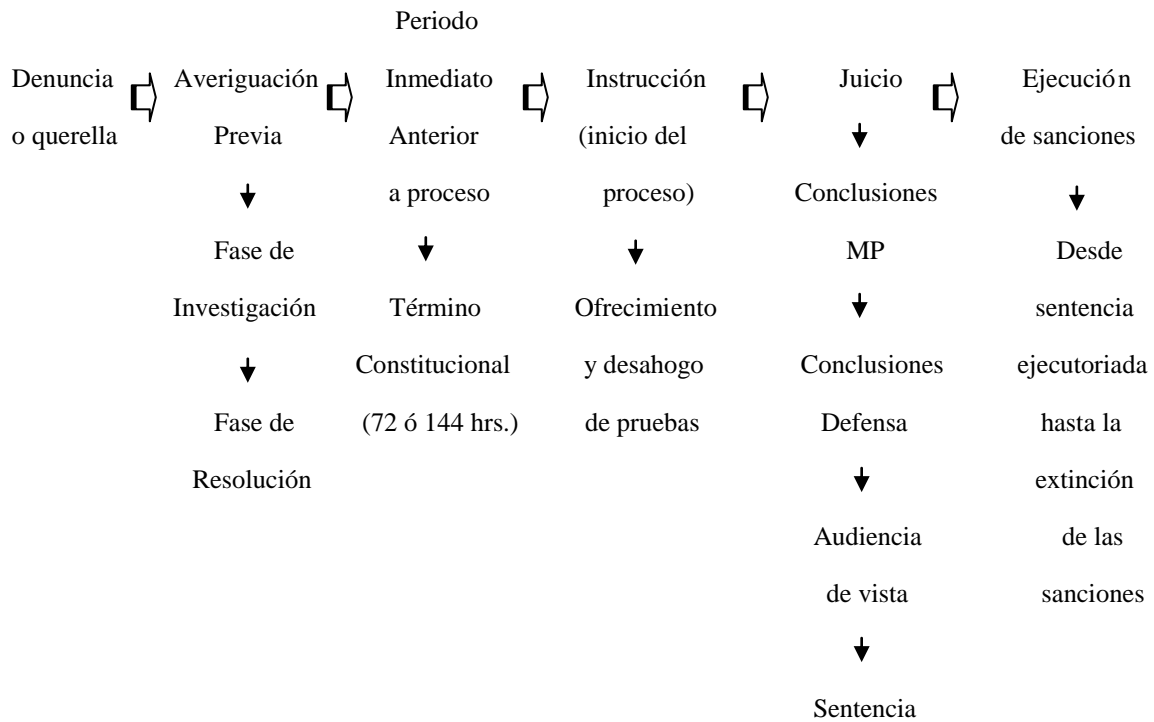 Periodo
Denuncia Averiguación Inmediato Instrucción Juicio Ejecución
o querella Previa Anterior (inicio del de sanciones
a proceso proceso) Conclusiones
Fase de MP Desde
Investigación Término Ofrecimiento sentencia
Constitucional y desahogo Conclusiones ejecutoriada
Fase de (72 ó 144 hrs.) de pruebas Defensa hasta la
Resolución extinción
Audiencia de las
de vista sanciones
Sentencia